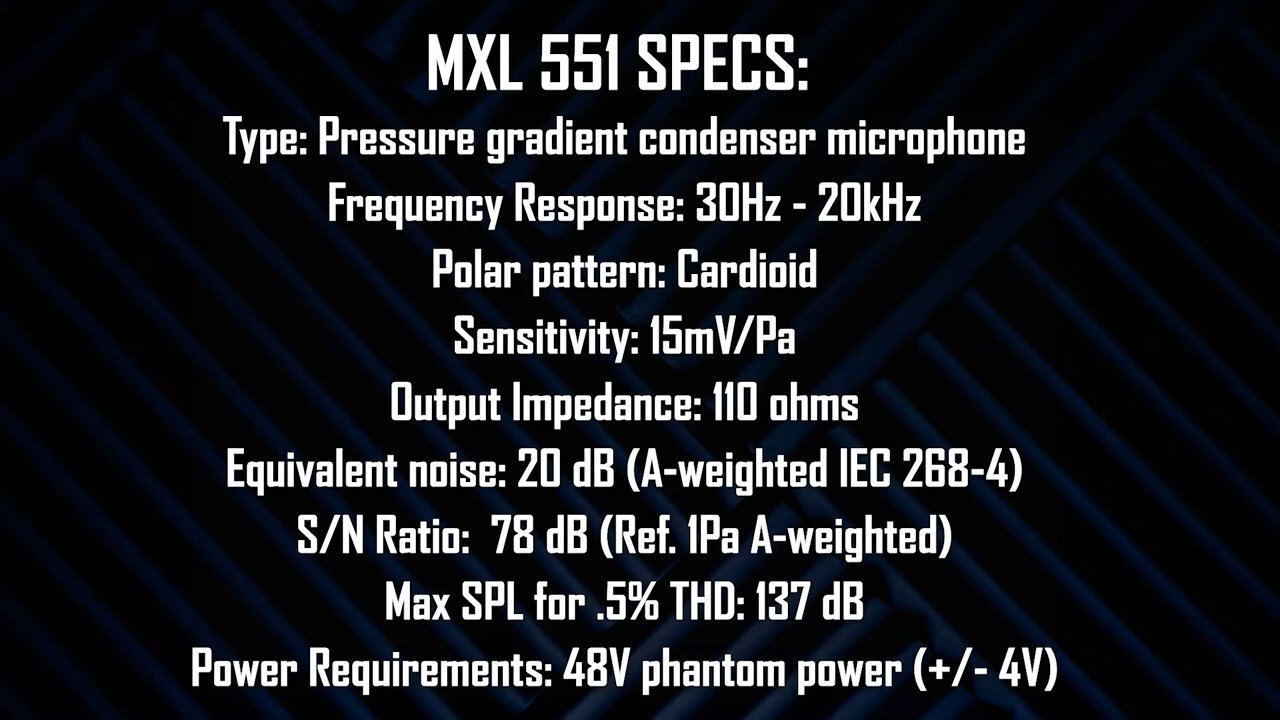 MXL 551 SPECS:
Type: Pressure gradient condenser microphone
Frequency Response: 30Hz - 20kHz
Polar pattern: Cardioid
Sensitivity: 15mV/Pa
Output Impedance: 110 ohms
Equivalent noise: 20 dB (A-weighted IEC 268-4)
S/N Ratio:  78 dB (Ref. 1Pa A-weighted)
Max SPL for .5% THD: 137 dB
Power Requirements: 48V phantom power (+/- 4V)